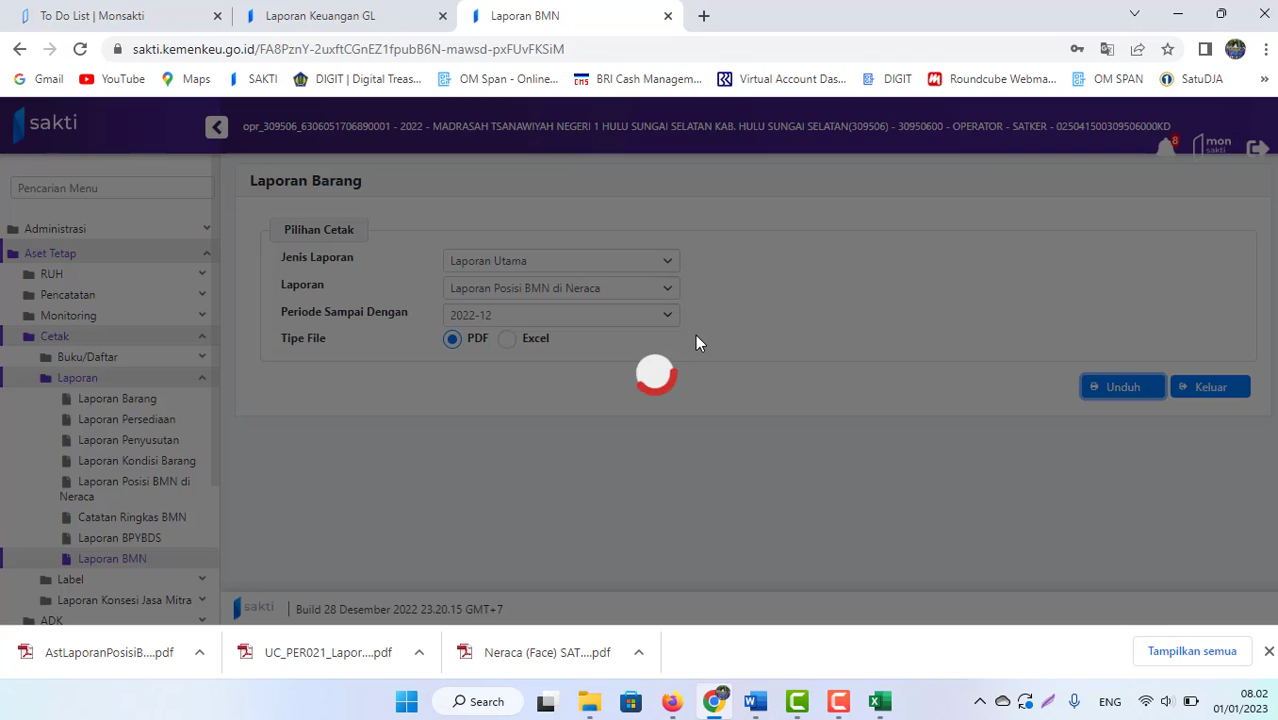 To Do List | Monsakti
Laporan Keuangan GL
Laporan BMN
sakti.kemenkeu.go.id/FA8PznY-2uxftCGnEZ1fpubB6N-mawsd-pxFUvFKSiM
Gmail
YouTube
Maps
SAKTI
DIGIT | Digital Treas...
OM Span - Online...
BRI Cash Managem...
Virtual Account Das...
DIGIT
Roundcube Webma...
OM SPAN
SatuDJA
sakti
opr_309506_6306051706890001 - 2022 - MADRASAH TSANAWIYAH NEGERI 1 HULU SUNGAI SELATAN KAB. HULU SUNGAI SELATAN(309506) - 30950600 - OPERATOR - SATKER - 025041500309506000KD
8
mon
sakti
Pencarian Menu
Administrasi
Aset Tetap
RUH
Pencatatan
Monitoring
Cetak
Buku/Daftar
Laporan
Laporan Barang
Laporan Persediaan
Laporan Penyusutan
Laporan Kondisi Barang
Laporan Posisi BMN di
Neraca
Catatan Ringkas BMN
Laporan BPYBDS
Laporan BMN
Label
Laporan Konsesi Jasa Mitra
ADK
Laporan Barang
Pilihan Cetak
Jenis Laporan
Laporan Utama
Laporan
Laporan Posisi BMN di Neraca
Periode Sampai Dengan
2022-12
Tipe File
PDF
Excel
Unduh
Keluar
sakti
Build 28 Desember 2022 23.20.15 GMT+7
AstLaporanPosisiB....pdf
UC_PER021_Lapor....pdf
Neraca (Face) SAT....pdf
Tampilkan semua
Search
ENG
08.02
01/01/2023